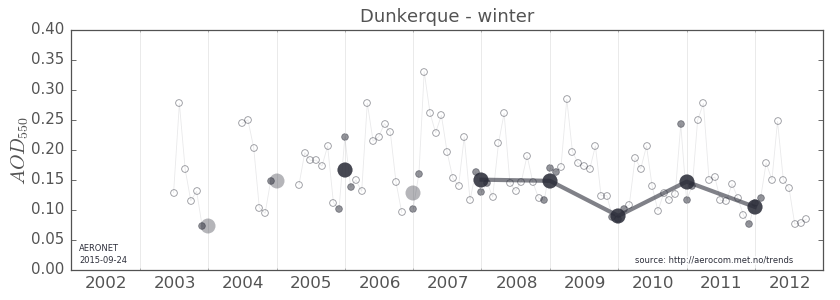 Dunkerque - winter
0.40
0.35
0.30
0.25
0.20
0.15
0.10
0.05
0.00
AOD550
AERONET
2015-09-24
source: http://aerocom.met.no/trends
2002 2003 2004 2005 2006 2007 2008 2009 2010 2011 2012